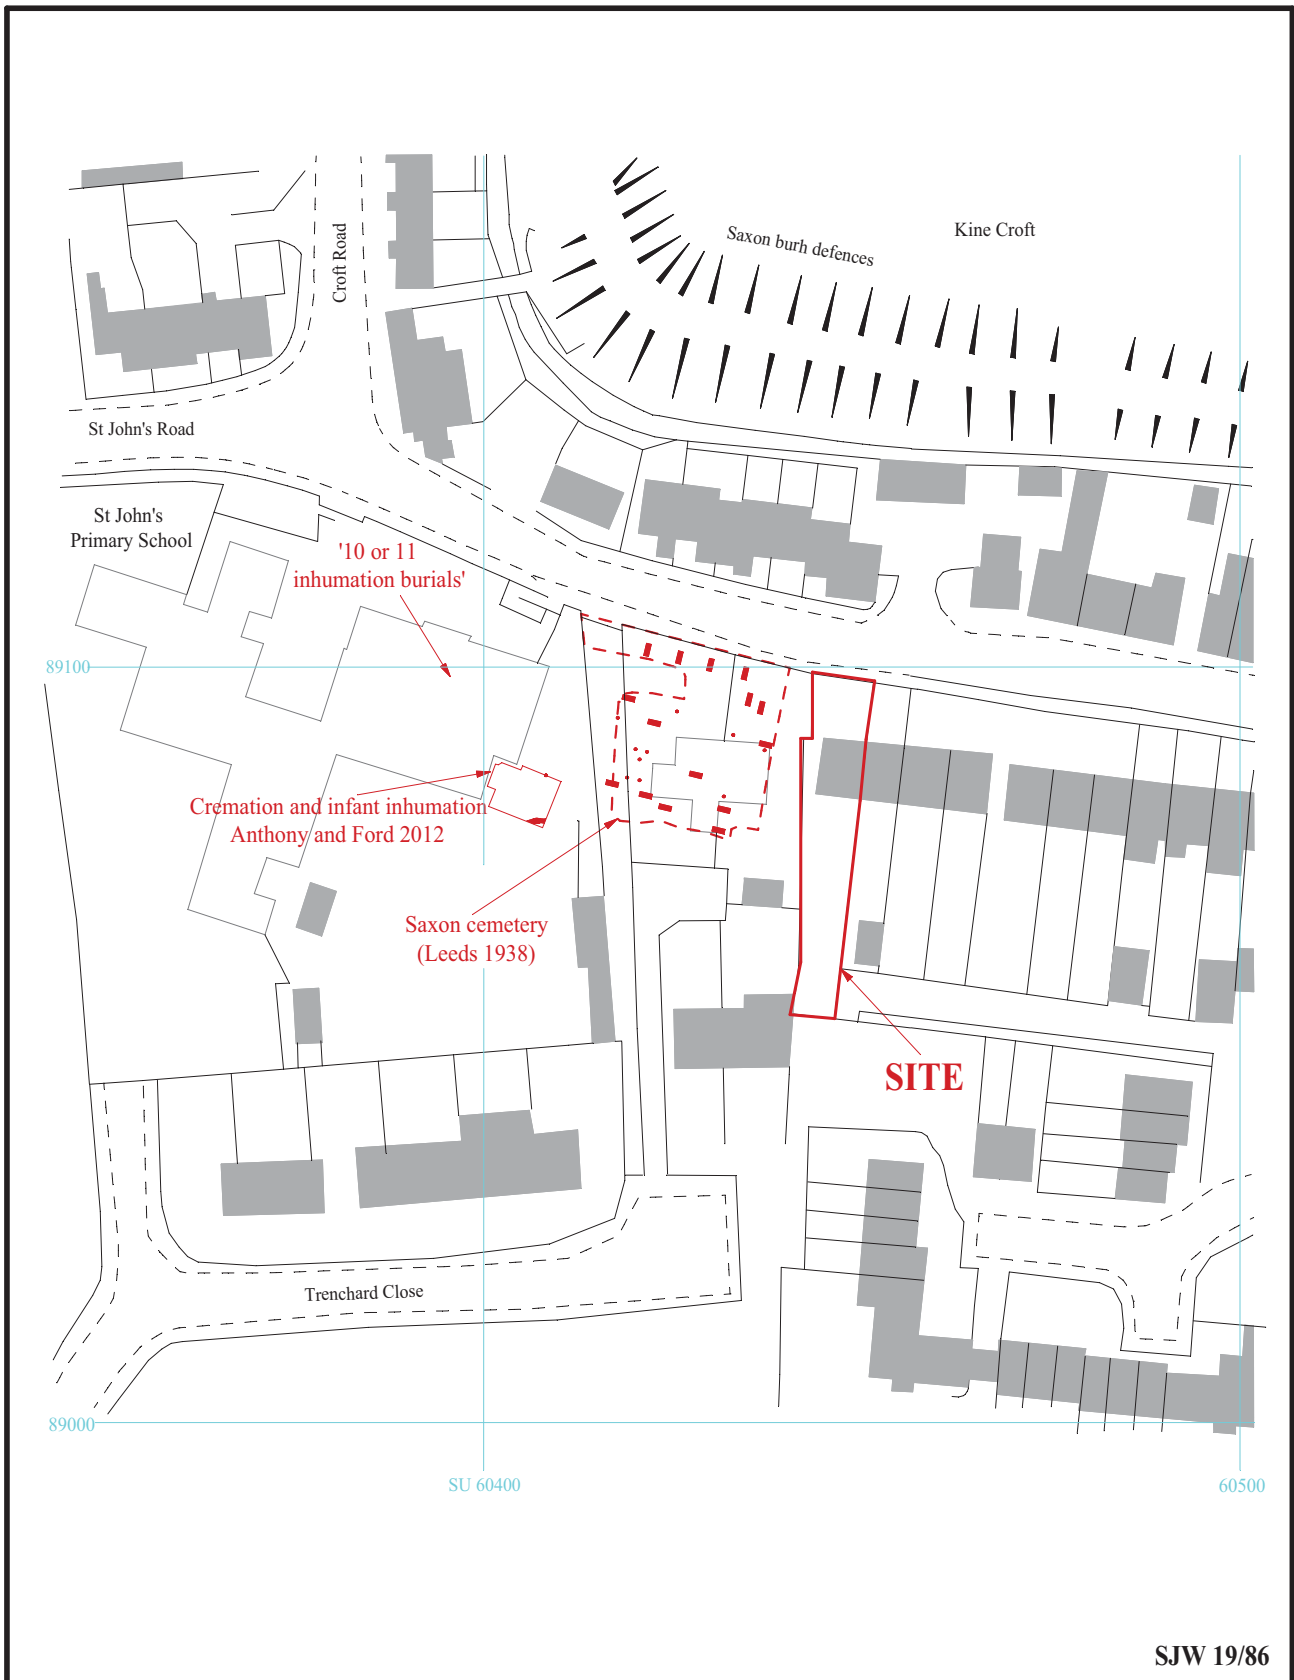 Kine Croft
Saxon burh defences
Croft Road
St John's Road
St John's
Primary School
'10 or 11
inhumation burials'
89100
Cremation and infant inhumation
Anthony and Ford 2012
Saxon cemetery
(Leeds 1938)
SITE
Trenchard Close
89000
SU 60400
60500
SJW 19/86